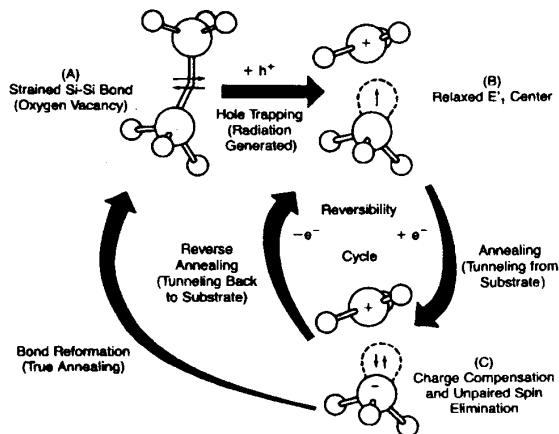 (A)
Strained Si-Si Bond
(Oxygen Vacancy)
+ h⁺
Hole Trapping
(Radiation
Generated)
+
(B)
Relaxed E'₁ Center
Reversibility
−e⁻
+ e⁻
Cycle
Reverse
Annealing
(Tunneling Back
to Substrate)
Annealing
(Tunneling from
Substrate)
+
Bond Reformation
(True Annealing)
−
(C)
Charge Compensation
and Unpaired Spin
Elimination